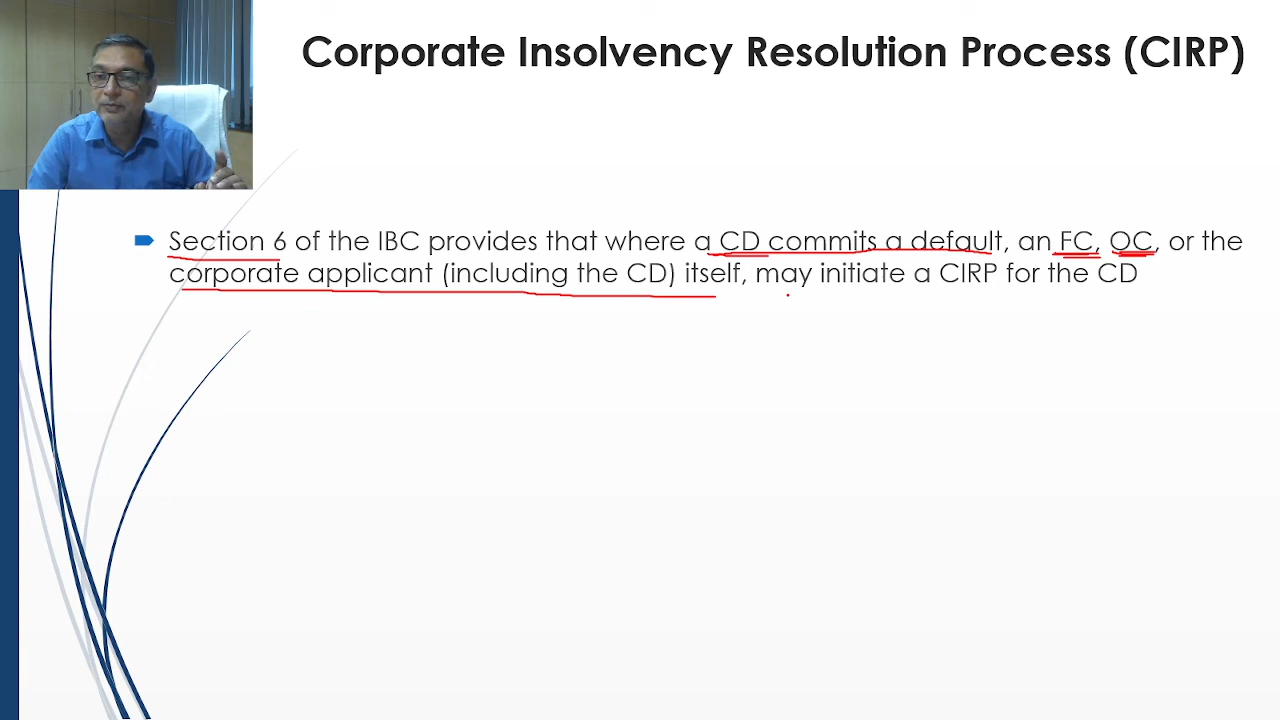 Corporate Insolvency Resolution Process (CIRP)
Section 6 of the IBC provides that where a CD commits a default, an FC, OC, or the
corporate applicant (including the CD) itself, may initiate a CIRP for the CD